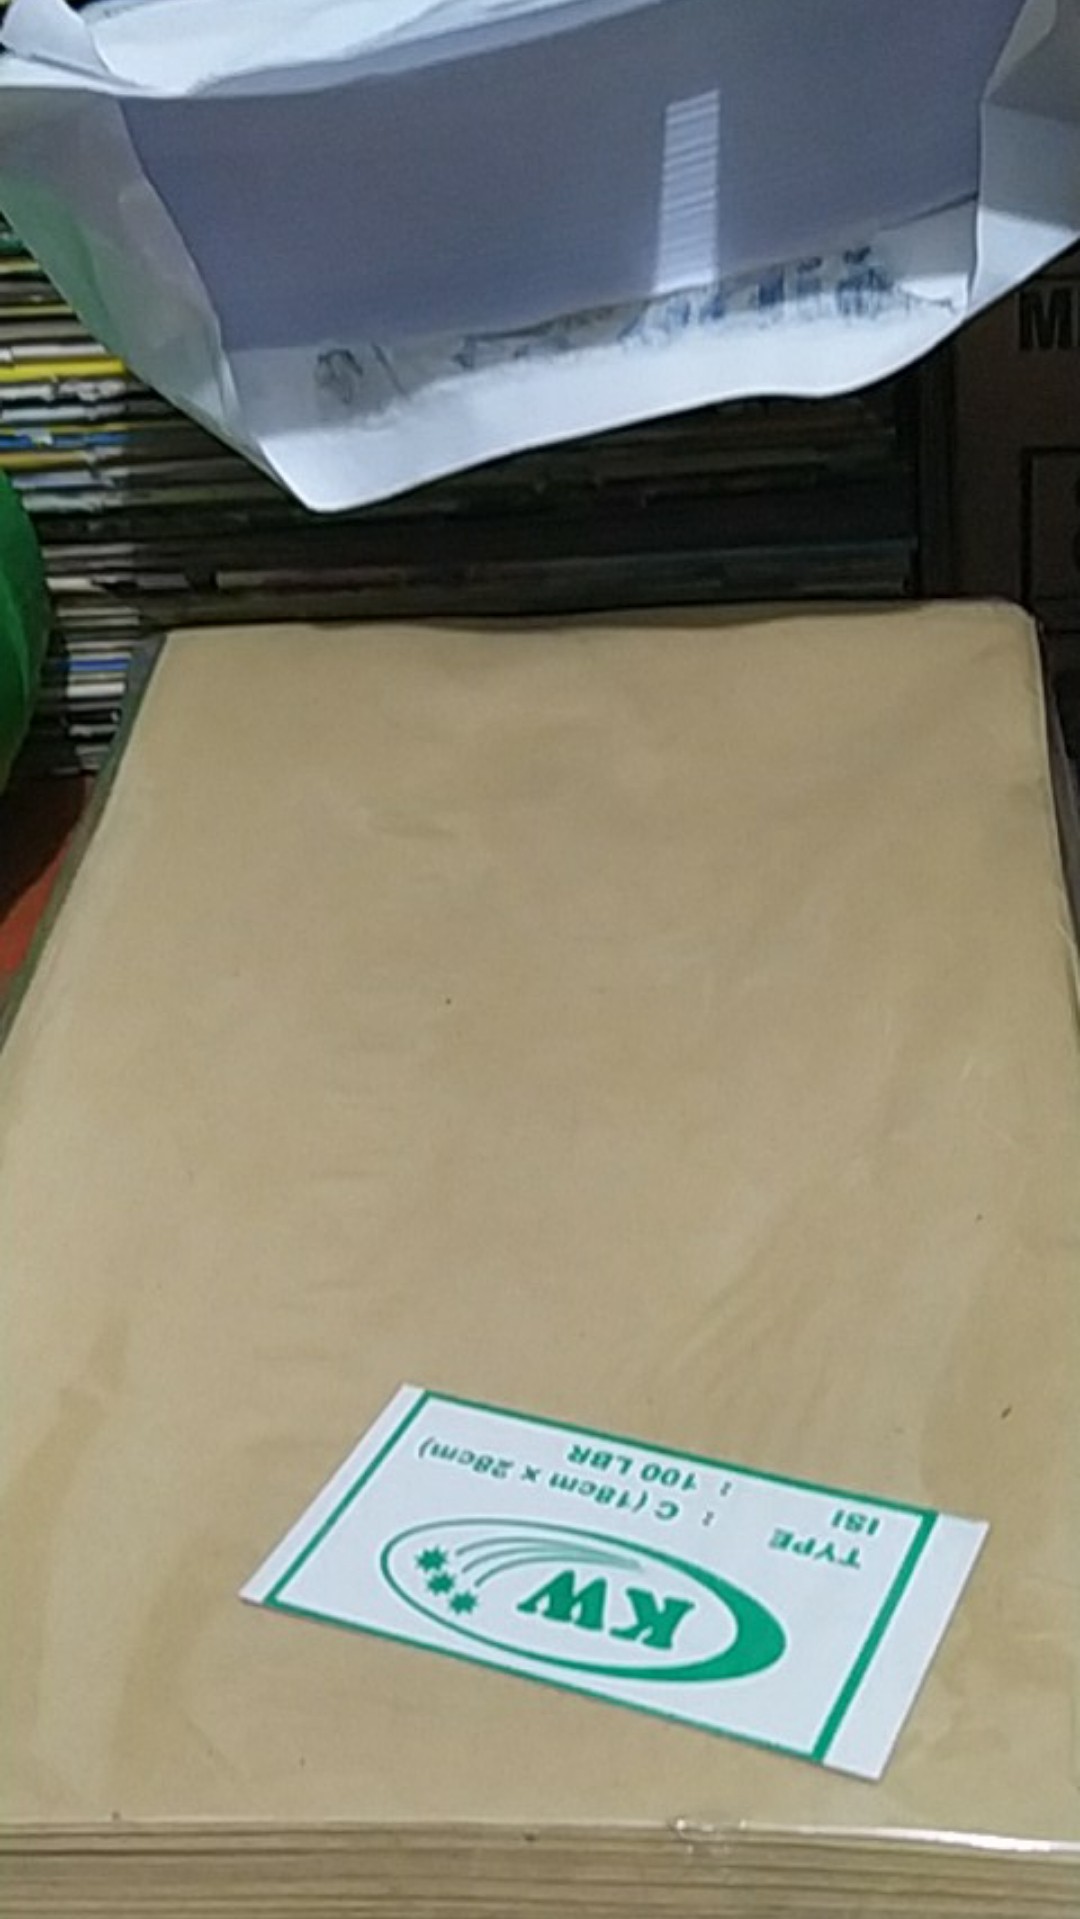 KW
TYPE : C (18cm x 28cm)
ISI : 100 LBR
M